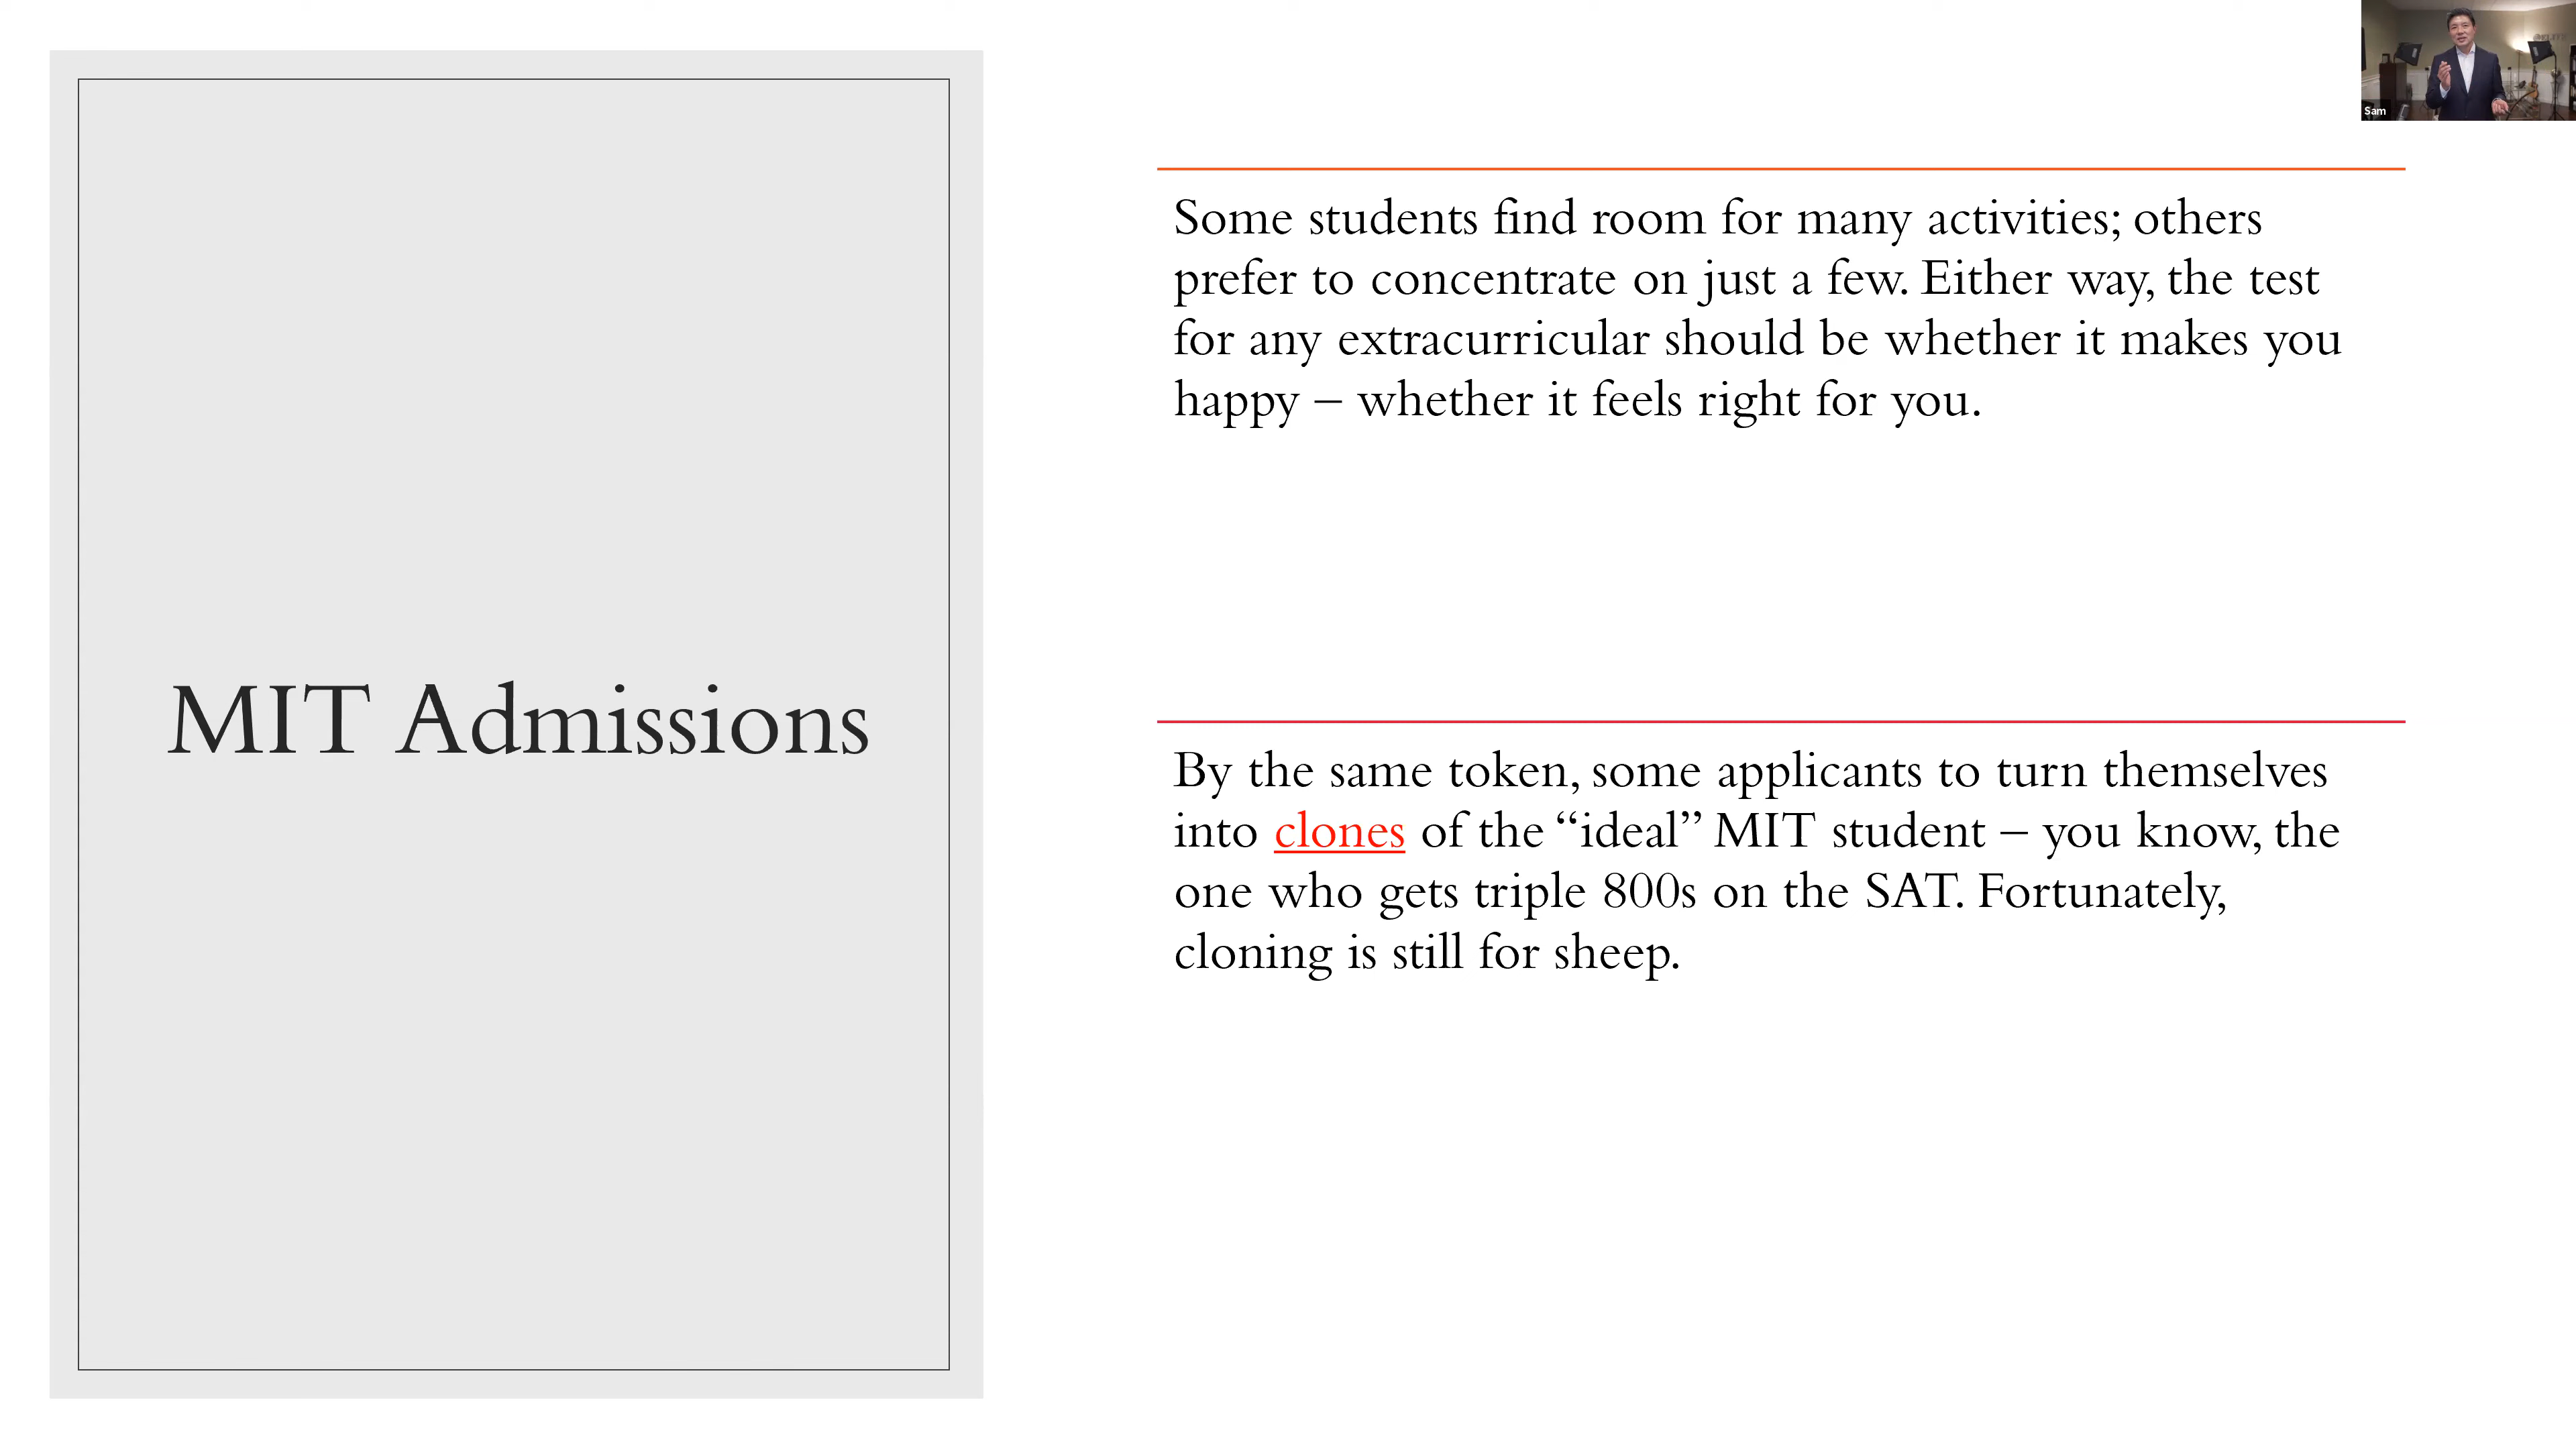 MIT Admissions
Some students find room for many activities; others
prefer to concentrate on just a few. Either way, the test
for any extracurricular should be whether it makes you
happy – whether it feels right for you.
By the same token, some applicants to turn themselves
into clones of the “ideal” MIT student – you know, the
one who gets triple 800s on the SAT. Fortunately,
cloning is still for sheep.
Sam